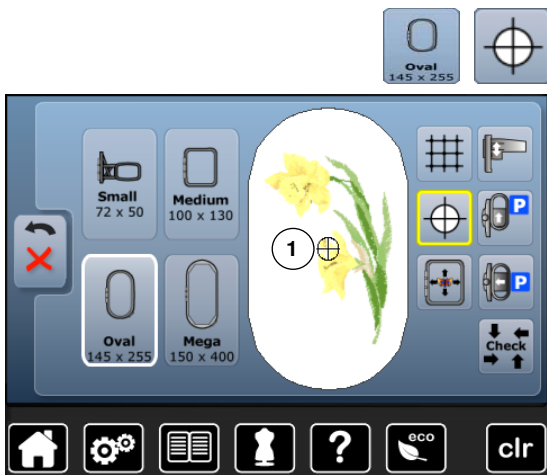 Oval
145 x 255
Small
72 x 50
Medium
100 x 130
Oval
145 x 255
Mega
150 x 400
1
P
P
Check
?
eco
clr